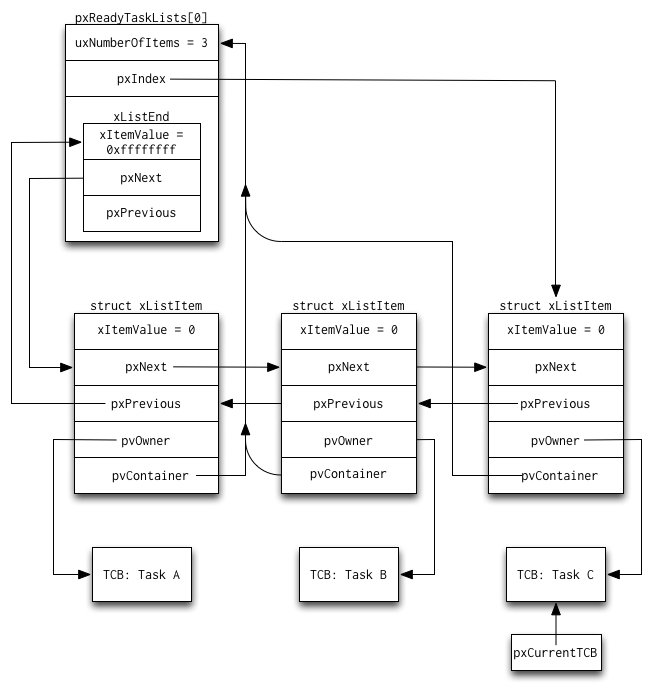 pxReadyTaskLists[0]
uxNumberOfItems = 3
pxIndex
xListEnd
xItemValue =
0xffffffff
pxNext
pxPrevious
struct xListItem
xItemValue = 0
pxNext
pxPrevious
pvOwner
pvContainer
struct xListItem
xItemValue = 0
pxNext
pxPrevious
pvOwner
pvContainer
struct xListItem
xItemValue = 0
pxNext
pxPrevious
pvOwner
pvContainer
TCB: Task A
TCB: Task B
TCB: Task C
pxCurrentTCB